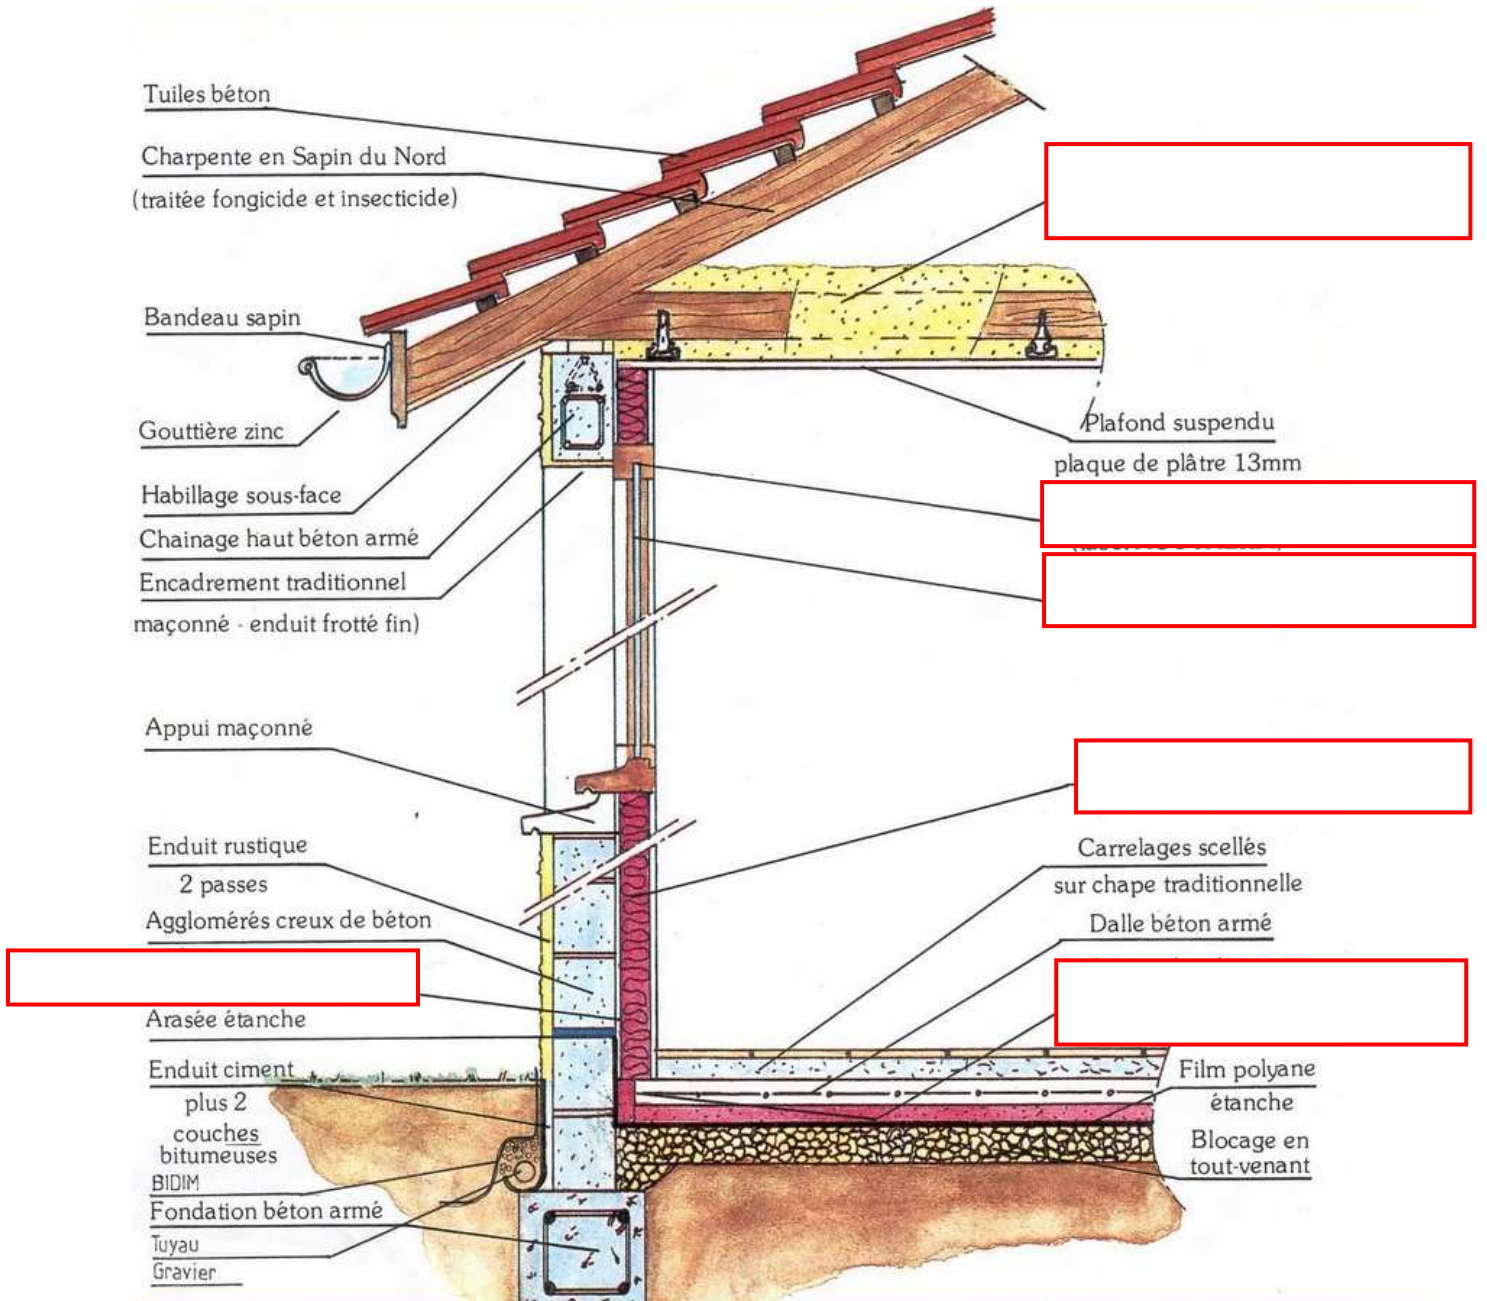 Tuiles béton
Charpente en Sapin du Nord
(traitée fongicide et insecticide)
Bandeau sapin
Gouttière zinc
Habillage sous-face
Chainage haut béton armé
Encadrement traditionnel
maçonné - enduit frotté fin)
Appui maçonné
Enduit rustique
2 passes
Agglomérés creux de béton
Arasée étanche
Enduit ciment
plus 2
couches
bitumeuses
BIDIM
Fondation béton armé
Tuyau
Gravier
Plafond suspendu
plaque de plâtre 13mm
Carrelages scellés
sur chape traditionnelle
Dalle béton armé
Film polyane
étanche
Blocage en
tout-venant